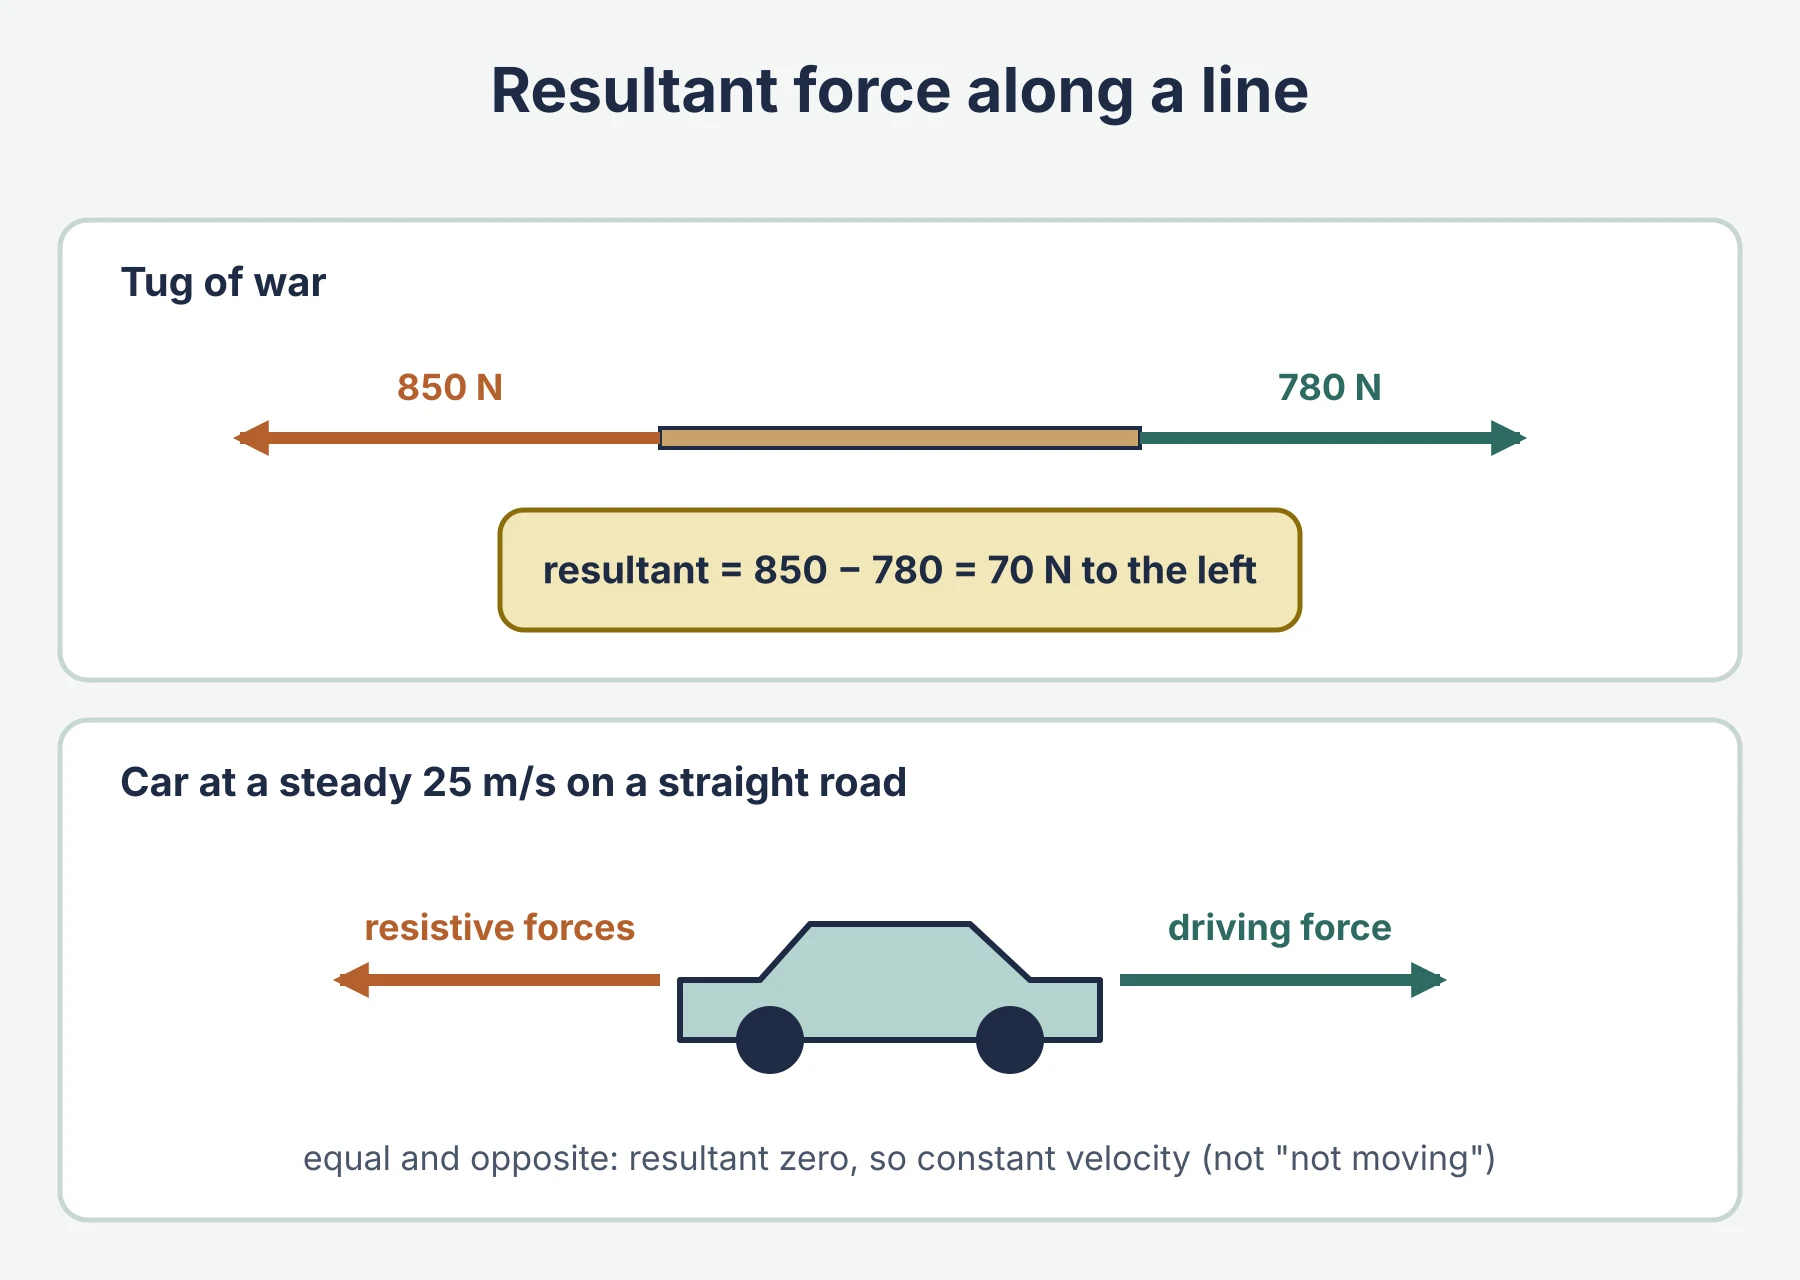 Resultant force along a line
Tug of war
850 N
780 N
resultant = 850 − 780 = 70 N to the left
Car at a steady 25 m/s on a straight road
resistive forces
driving force
equal and opposite: resultant zero, so constant velocity (not "not moving")